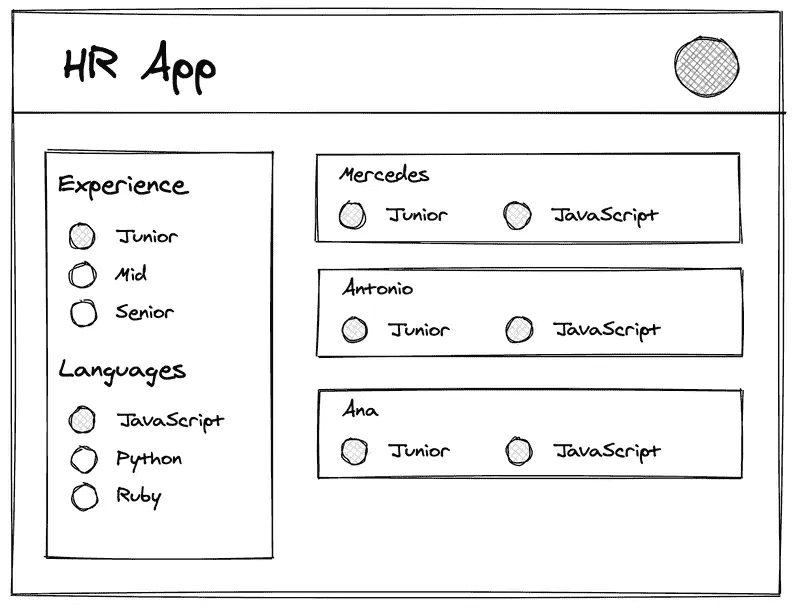 HR App
Experience
Junior
Mid
Senior
Languages
JavaScript
Python
Ruby
Mercedes
Junior JavaScript
Antonio
Junior JavaScript
Ana
Junior JavaScript